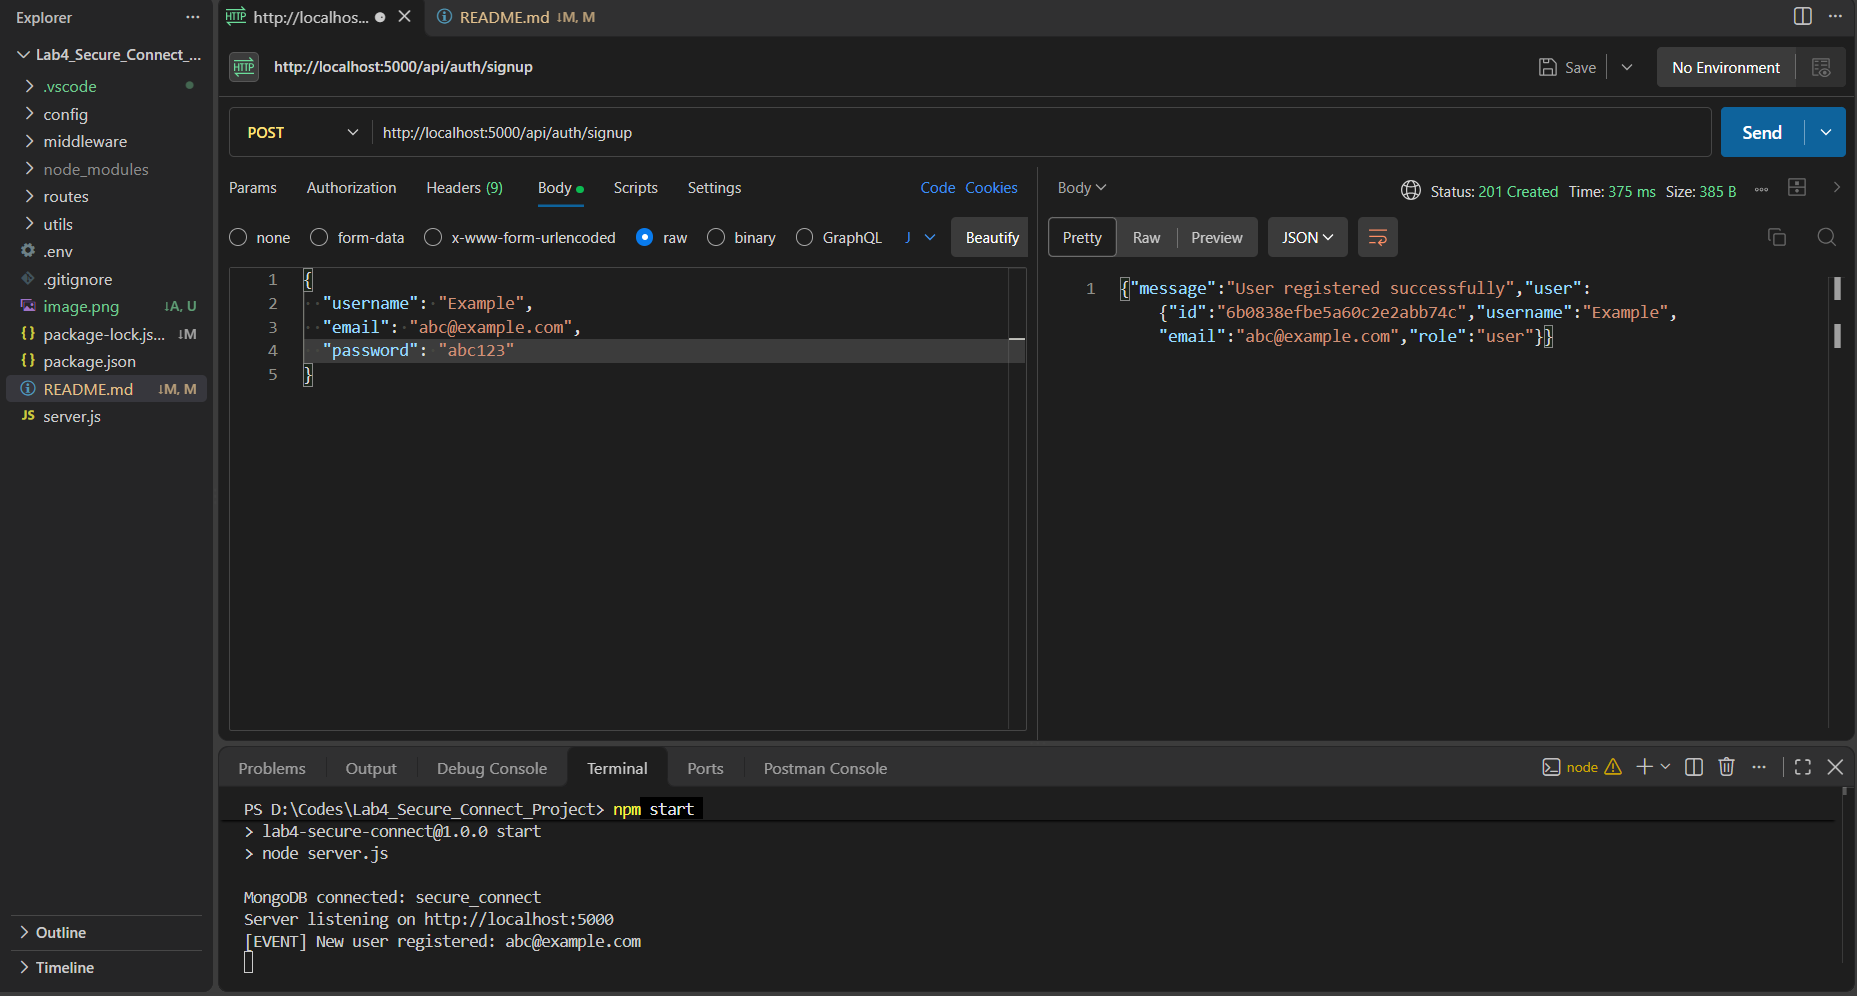 Explorer
Lab4_Secure_Connect_...
.vscode
config
middleware
node_modules
routes
utils
.env
.gitignore
image.png ↓A, U
package-lock.js... ↓M
package.json
README.md ↓M, M
JS server.js
Outline
Timeline
HTTP http://localhos...
README.md ↓M, M
HTTP http://localhost:5000/api/auth/signup
Save
No Environment
POST http://localhost:5000/api/auth/signup
Send
Params Authorization Headers (9) Body Scripts Settings Code Cookies
none form-data x-www-form-urlencoded raw binary GraphQL J Beautify
1 {
2 "username": "Example",
3 "email": "abc@example.com",
4 "password": "abc123"
5 }
Body Status: 201 Created Time: 375 ms Size: 385 B
Pretty Raw Preview JSON
1 {"message":"User registered successfully","user":
{"id":"6b0838efbe5a60c2e2abb74c","username":"Example",
"email":"abc@example.com","role":"user"}}
Problems Output Debug Console Terminal Ports Postman Console node
PS D:\Codes\Lab4_Secure_Connect_Project> npm start
> lab4-secure-connect@1.0.0 start
> node server.js
MongoDB connected: secure_connect
Server listening on http://localhost:5000
[EVENT] New user registered: abc@example.com